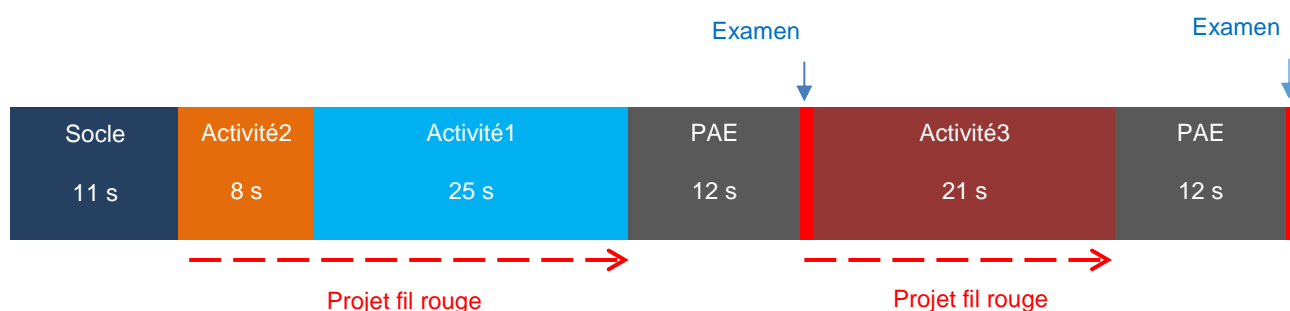 Examen
Examen
Socle
Activité2
Activité1
PAE
Activité3
PAE
11 s
8 s
25 s
12 s
21 s
12 s
Projet fil rouge
Projet fil rouge